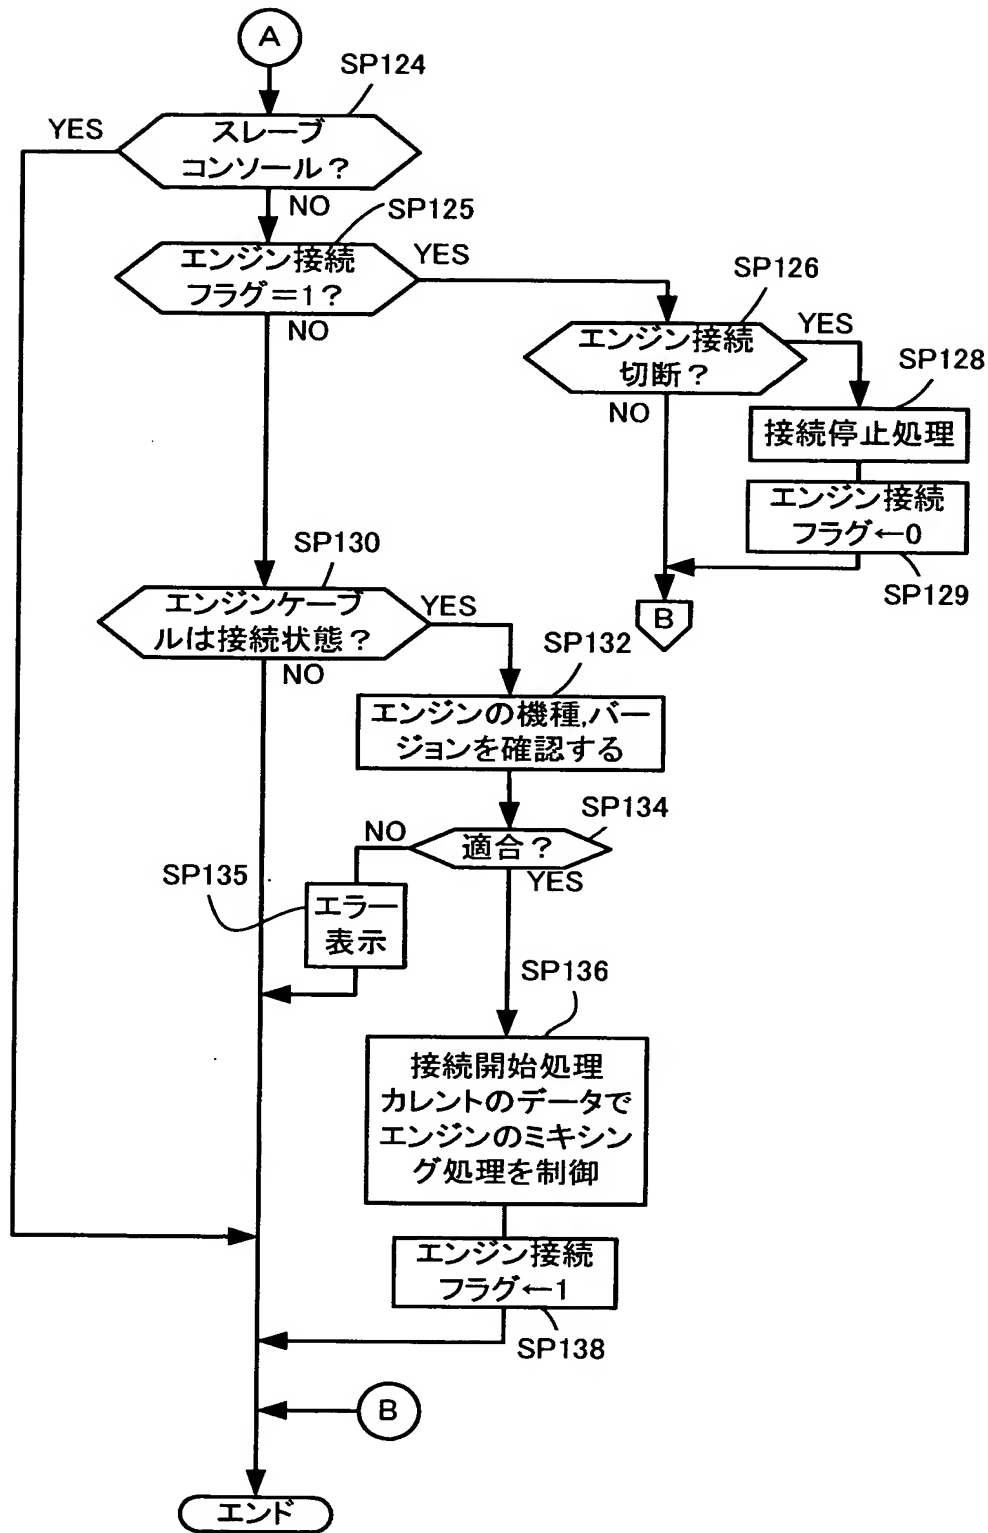 A
SP124
YES
スレーブ
コンソール?
NO
SP125
エンジン接続
フラグ=1?
YES
NO
SP126
エンジン接続
切断?
YES
NO
SP128
接続停止処理
エンジン接続
フラグ←0
SP129
B
SP130
エンジンケーブ
ルは接続状態?
YES
NO
SP132
エンジンの機種,バー
ジョンを確認する
SP134
NO
適合?
YES
SP135
エラー
表示
SP136
接続開始処理
カレントのデータで
エンジンのミキシン
グ処理を制御
エンジン接続
フラグ←1
SP138
B
エンド